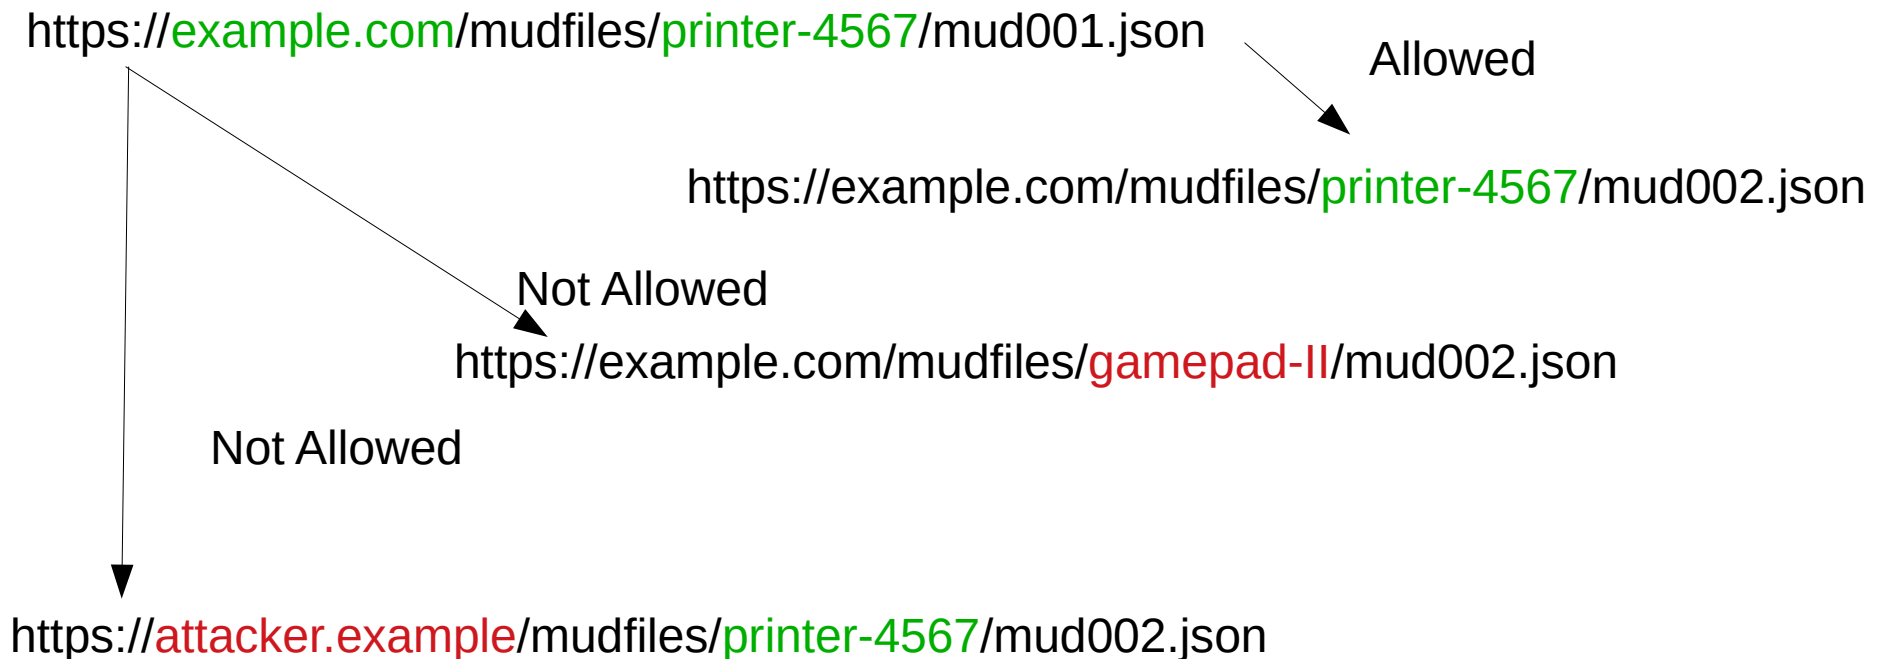 https://example.com/mudfiles/printer-4567/mud001.json
Allowed
https://example.com/mudfiles/printer-4567/mud002.json
Not Allowed
https://example.com/mudfiles/gamepad-II/mud002.json
Not Allowed
https://attacker.example/mudfiles/printer-4567/mud002.json